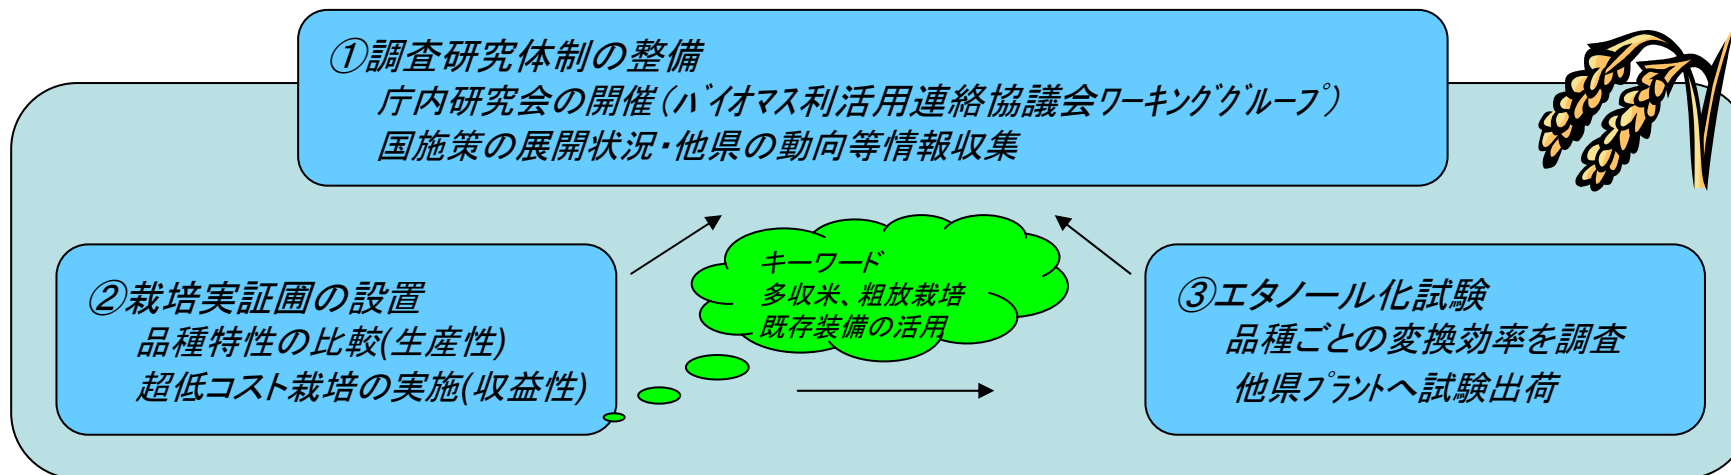 ①調査研究体制の整備
庁内研究会の開催(ﾊﾞイオマス利活用連絡協議会ﾜｰｷﾝｸﾞｸﾞﾙｰﾌﾟ)
国施策の展開状況・他県の動向等情報収集
キーワード
多収米、粗放栽培
既存装備の活用
②栽培実証圃の設置
品種特性の比較(生産性)
超低コスト栽培の実施(収益性)
③エタノール化試験
品種ごとの変換効率を調査
他県ﾌﾟﾗﾝﾄへ試験出荷